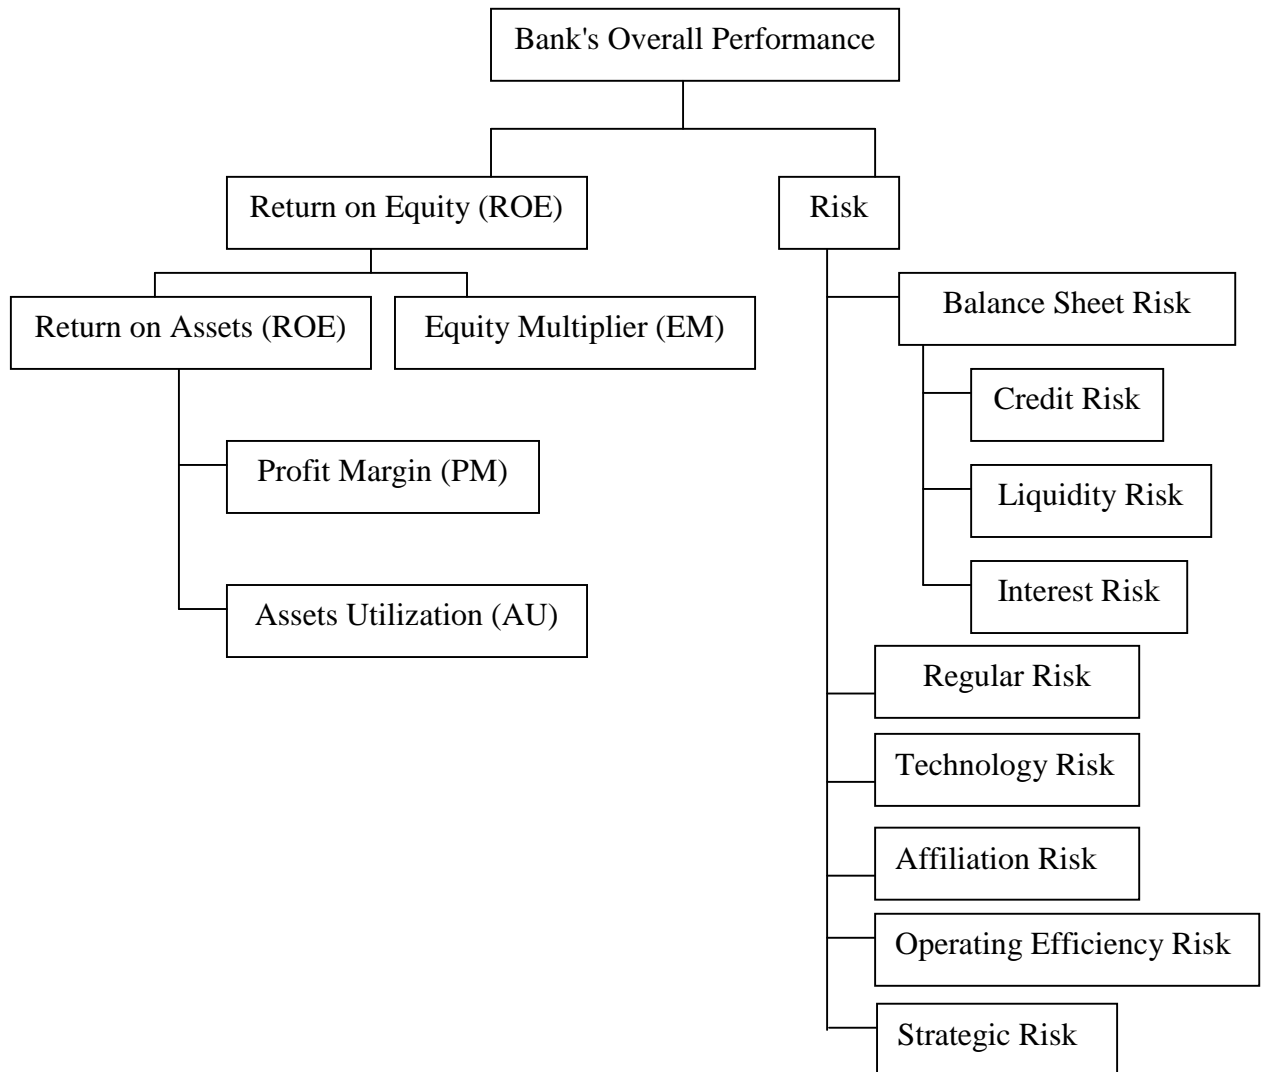 Bank's Overall Performance
Return on Equity (ROE)
Risk
Return on Assets (ROE)
Equity Multiplier (EM)
Balance Sheet Risk
Credit Risk
Profit Margin (PM)
Liquidity Risk
Assets Utilization (AU)
Interest Risk
Regular Risk
Technology Risk
Affiliation Risk
Operating Efficiency Risk
Strategic Risk